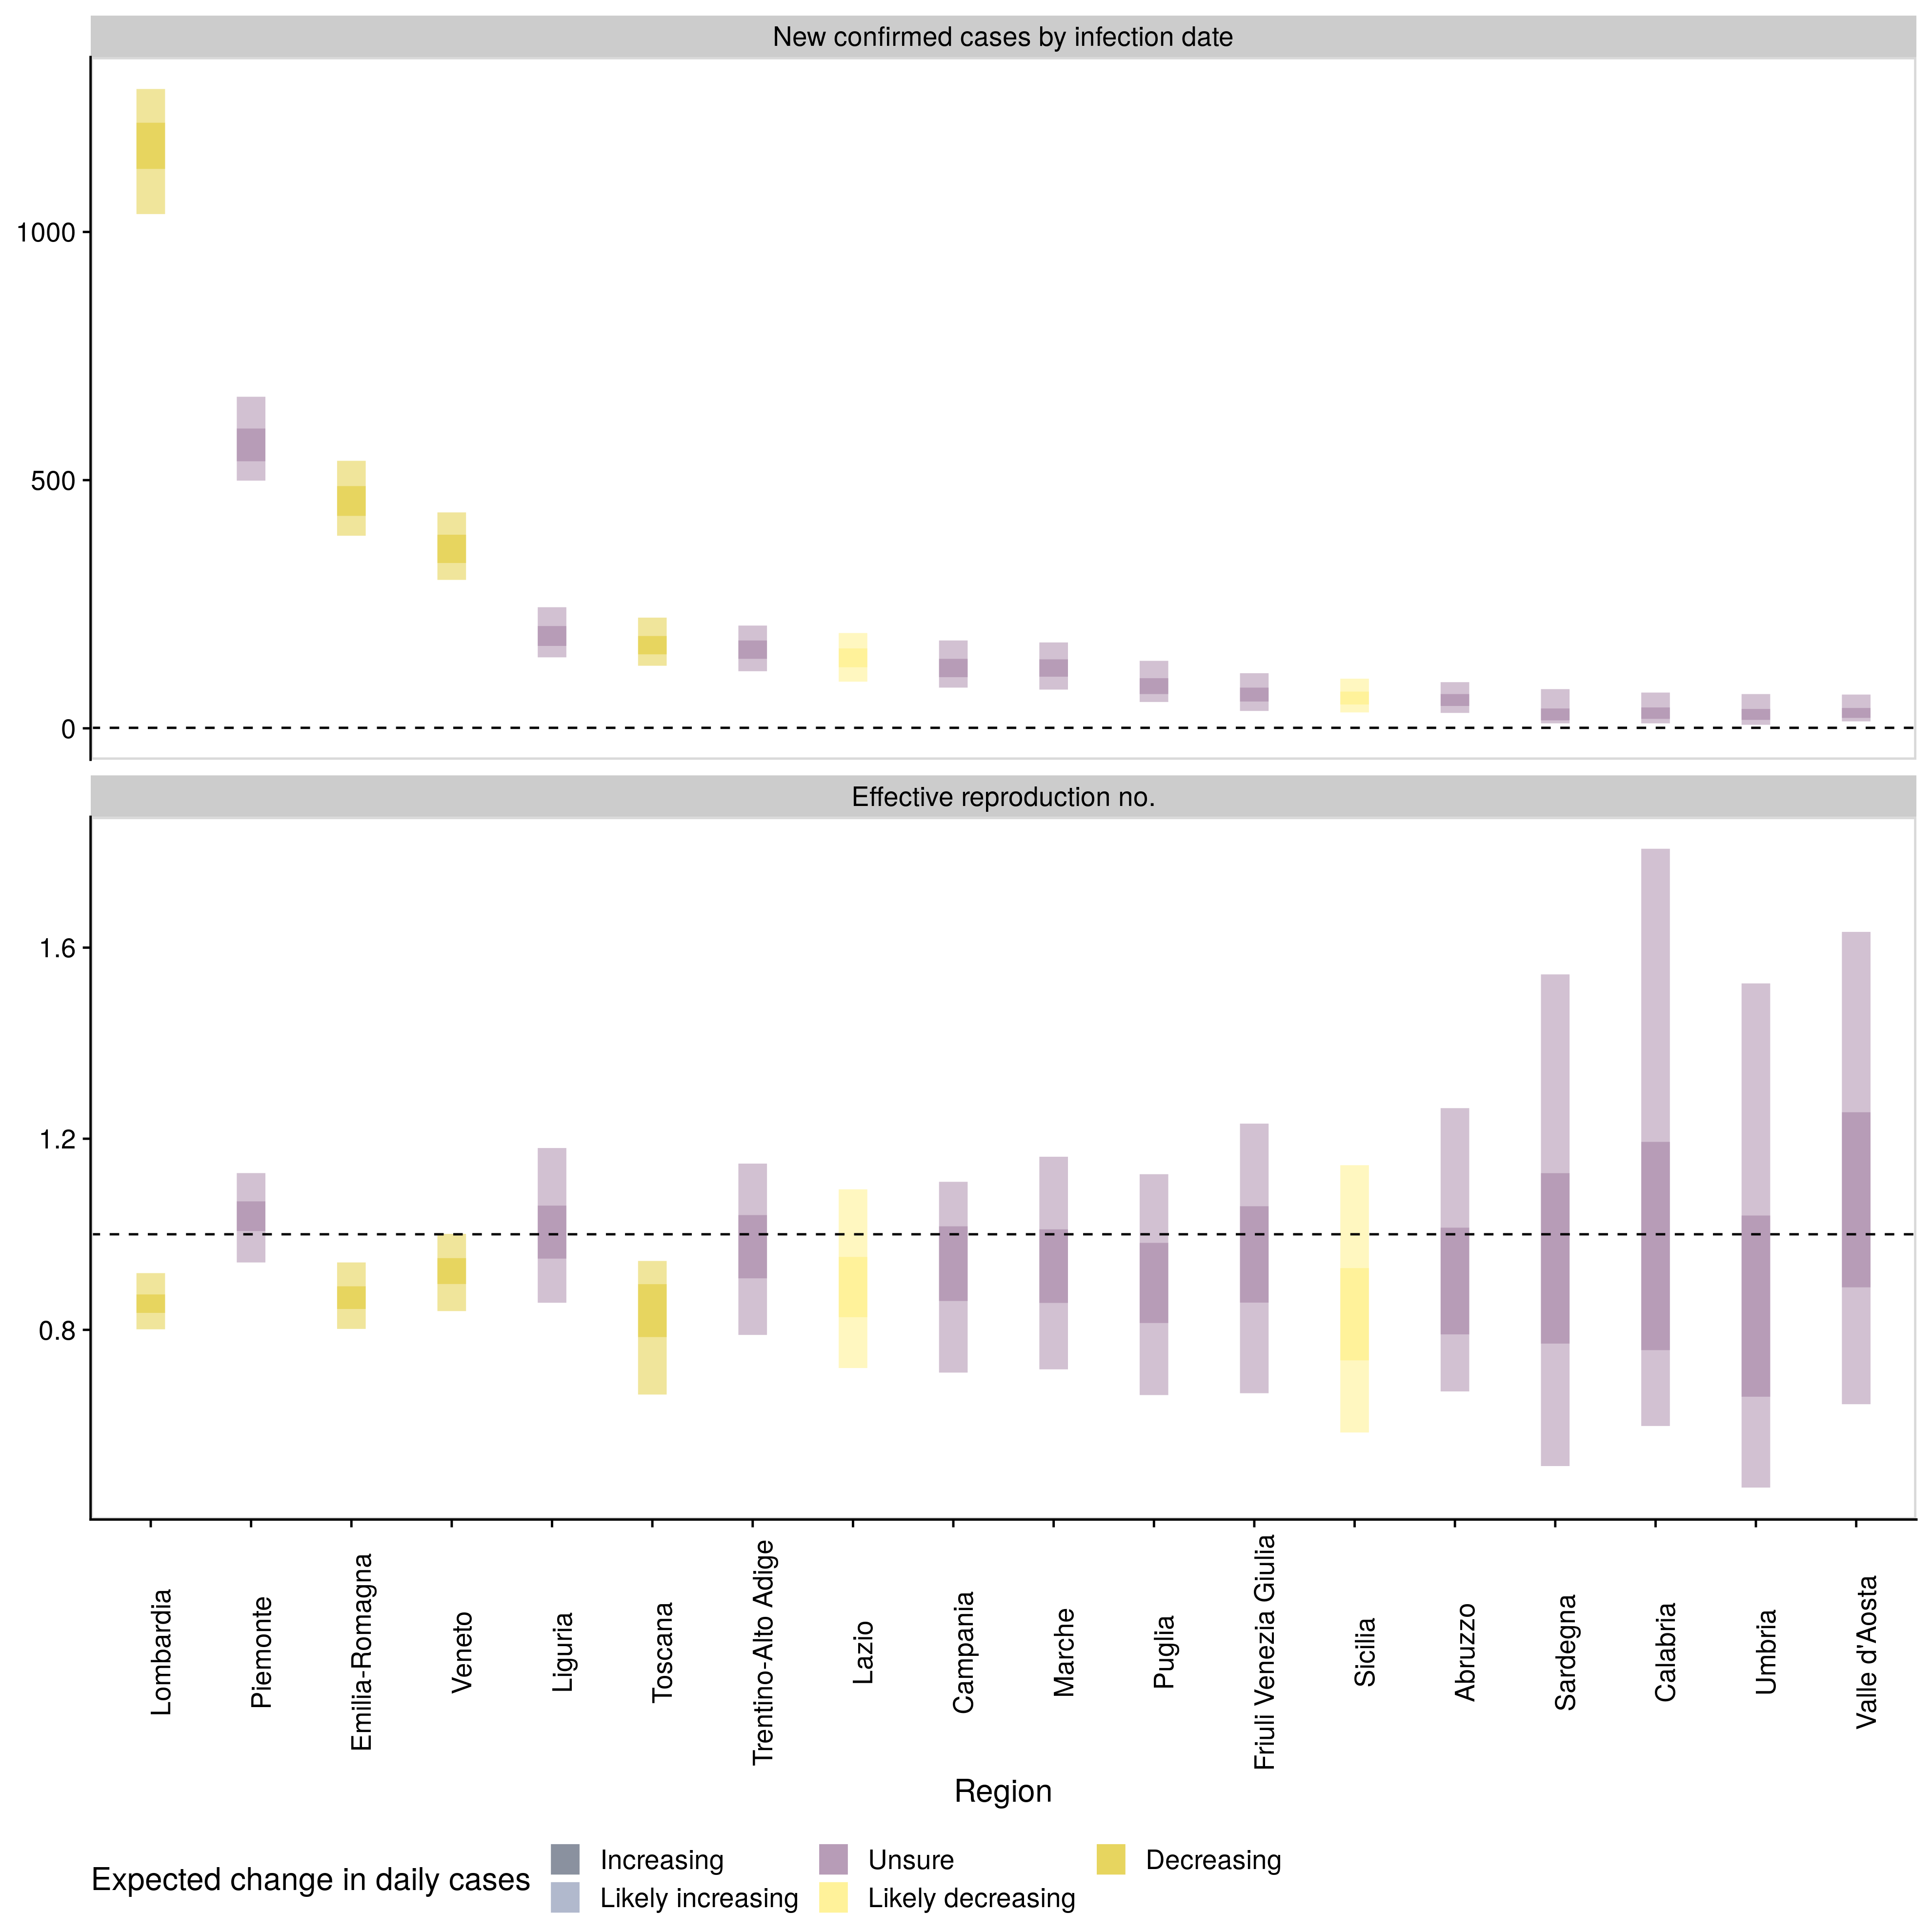 New confirmed cases by infection date
1000
500
0
Effective reproduction no.
1.6
1.2
0.8
Lombardia
Piemonte
Emilia-Romagna
Veneto
Liguria
Toscana
Trentino-Alto Adige
Lazio
Campania
Marche
Puglia
Friuli Venezia Giulia
Sicilia
Abruzzo
Sardegna
Calabria
Umbria
Valle d'Aosta
Region
Expected change in daily cases
Increasing
Likely increasing
Unsure
Likely decreasing
Decreasing